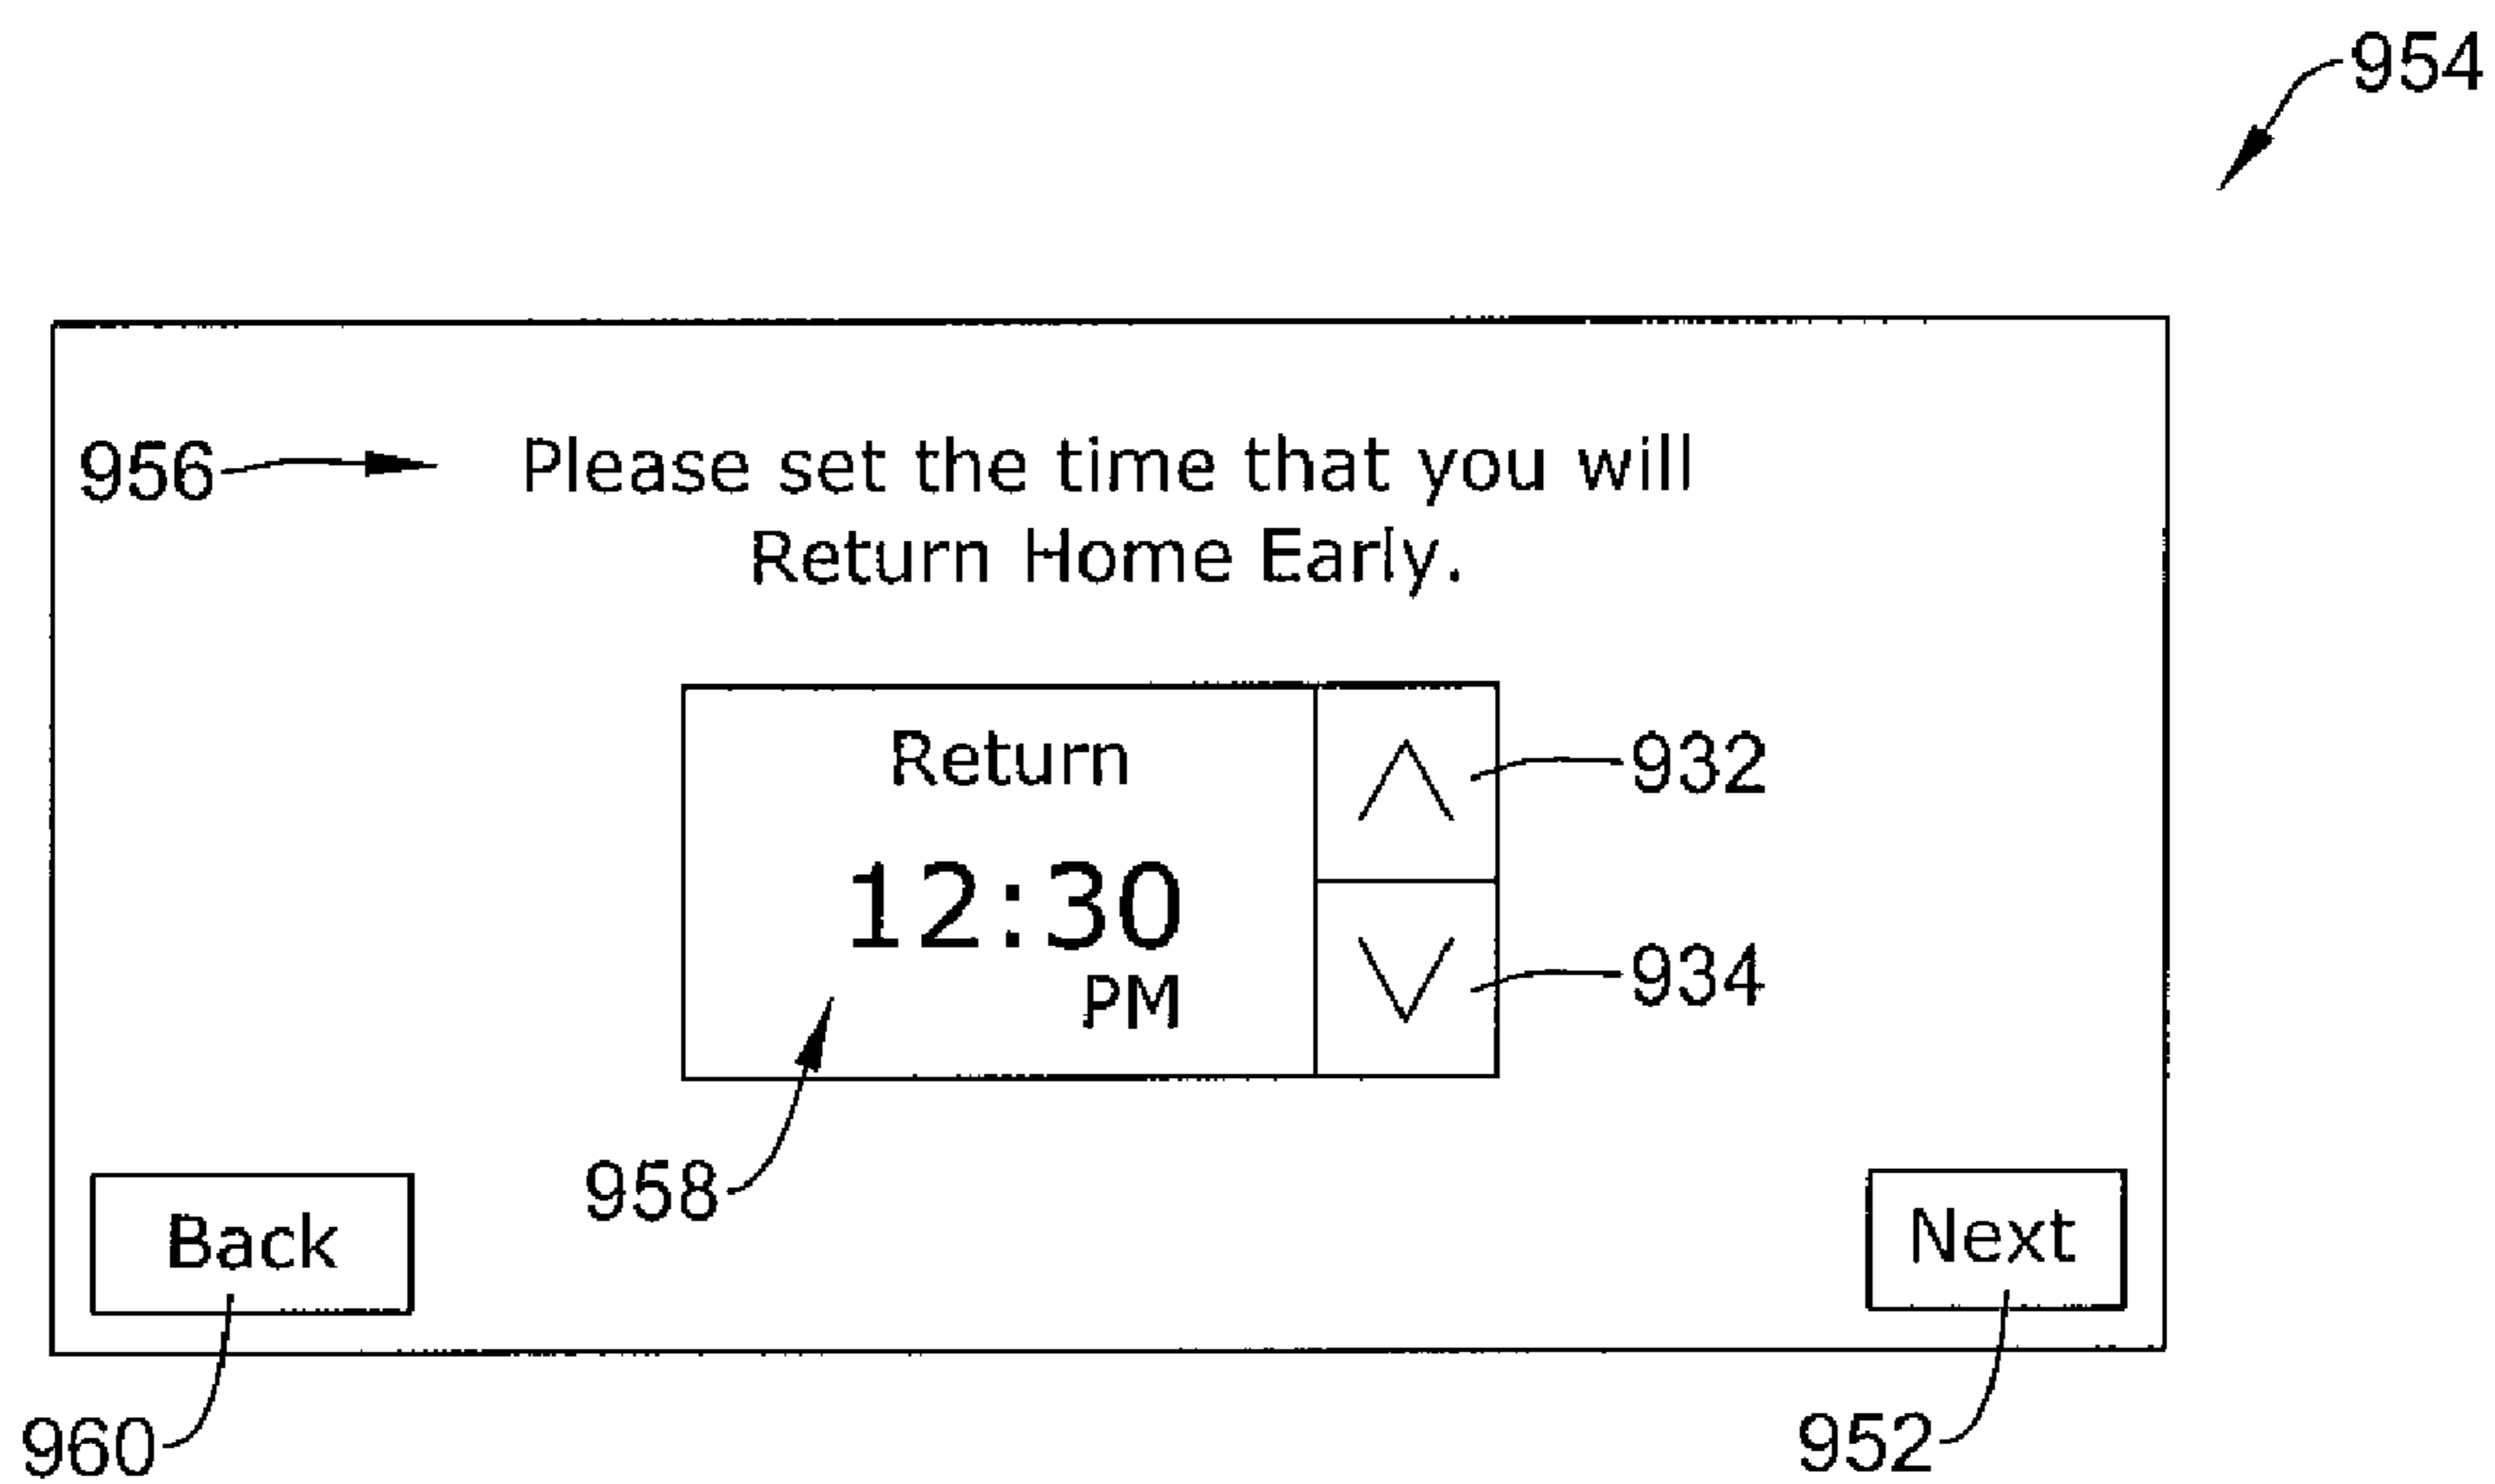 954
956 Please set the time that you will
Return Home Early.
Return
932
12:30
934
PM
958
Back
Next
960
952